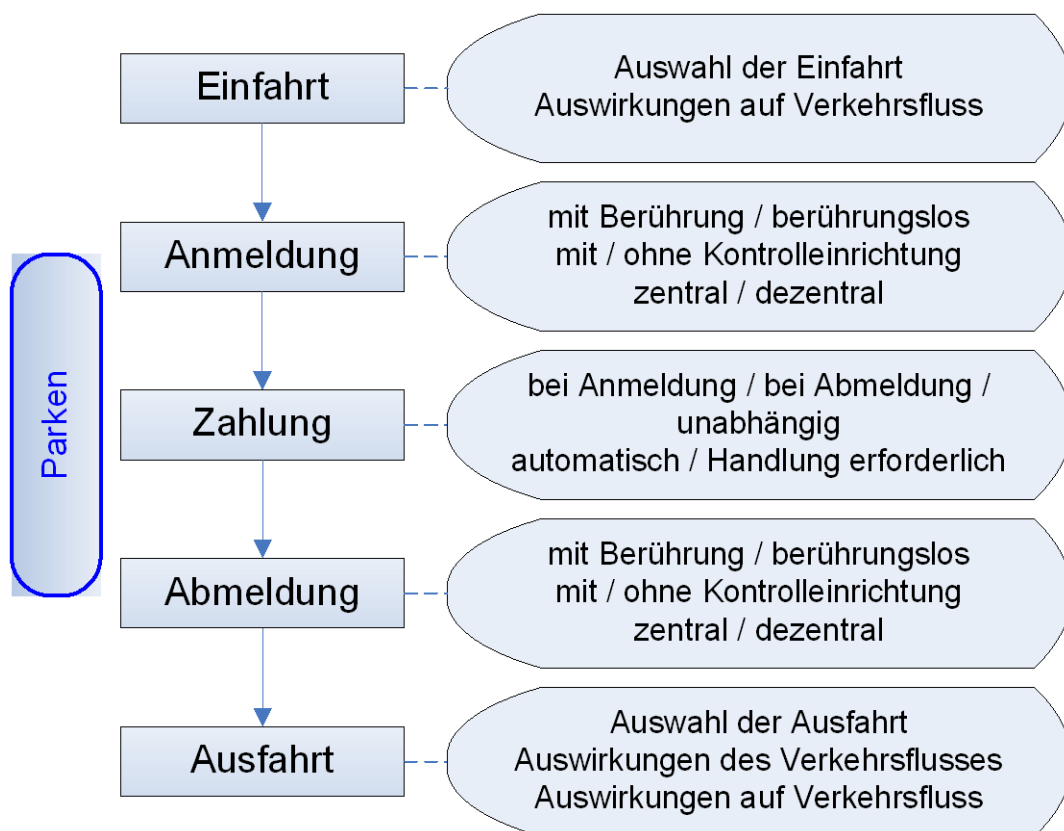 Einfahrt
Auswahl der Einfahrt
Auswirkungen auf Verkehrsfluss
Anmeldung
mit Berührung / berührungslos
mit / ohne Kontrolleinrichtung
zentral / dezentral
Parken
Zahlung
bei Anmeldung / bei Abmeldung /
unabhängig
automatisch / Handlung erforderlich
Abmeldung
mit Berührung / berührungslos
mit / ohne Kontrolleinrichtung
zentral / dezentral
Ausfahrt
Auswahl der Ausfahrt
Auswirkungen des Verkehrsflusses
Auswirkungen auf Verkehrsfluss